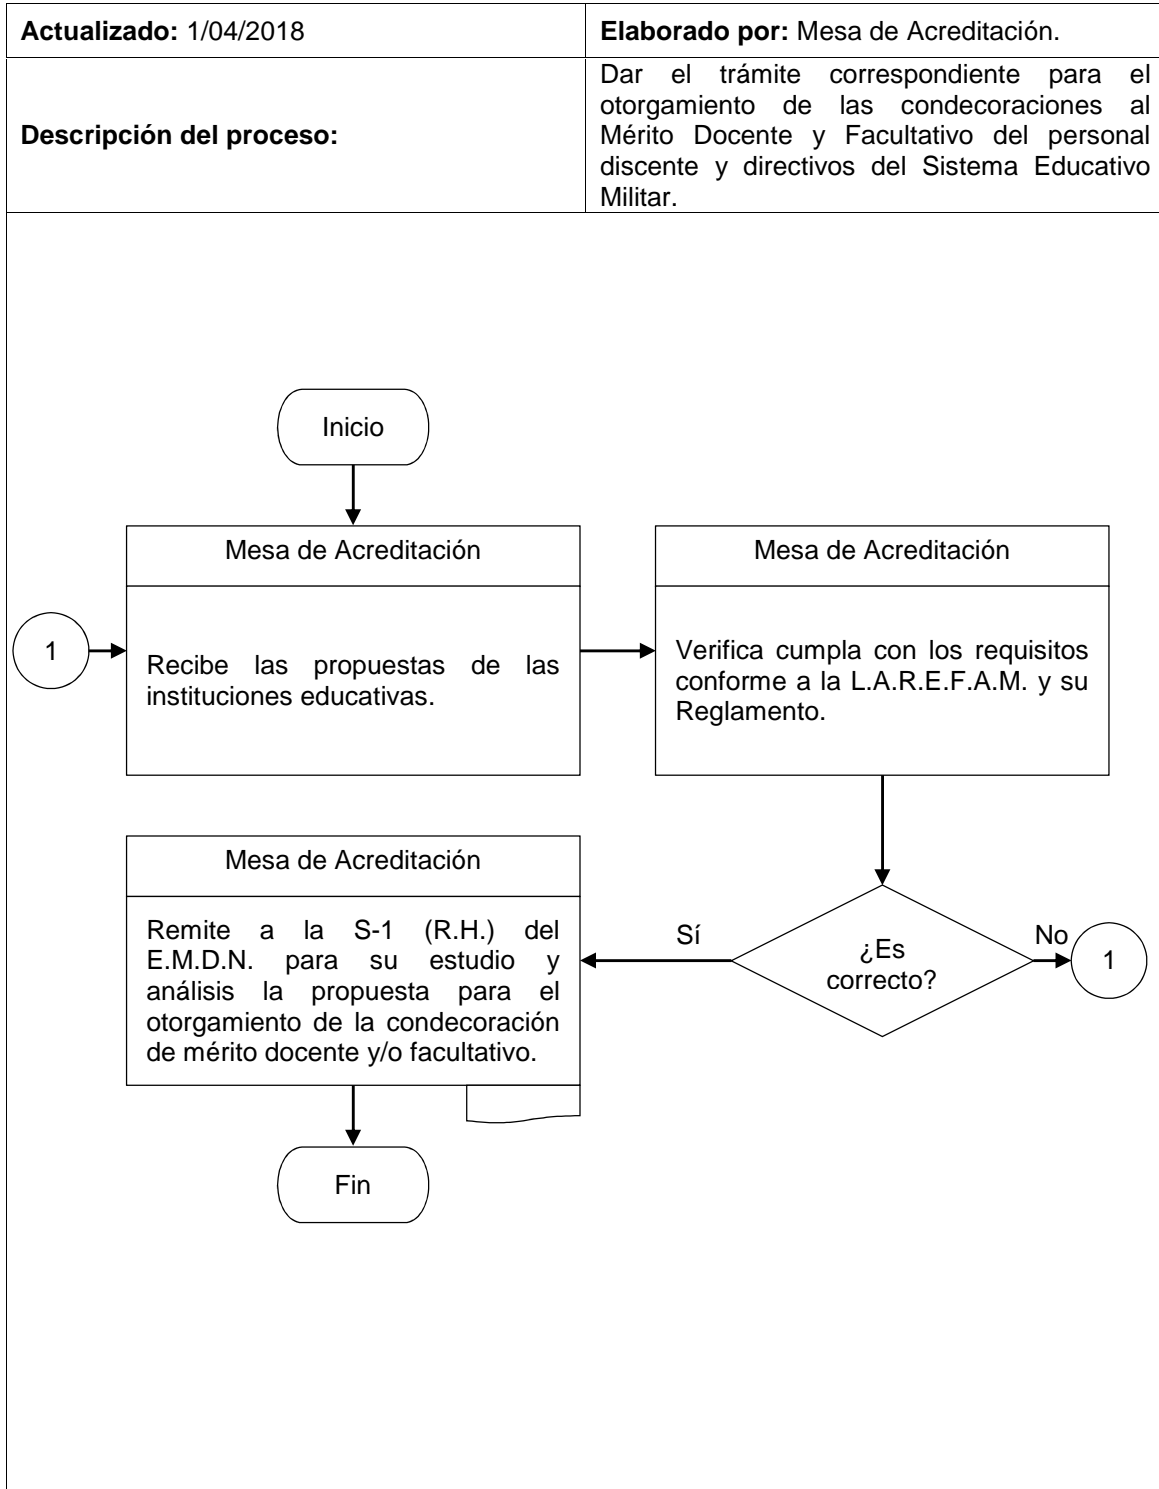 Actualizado: 1/04/2018
Elaborado por: Mesa de Acreditación.
Descripción del proceso:
Dar el trámite correspondiente para el
otorgamiento de las condecoraciones al
Mérito Docente y Facultativo del personal
discente y directivos del Sistema Educativo
Militar.
Inicio
Mesa de Acreditación
1
Recibe las propuestas de las
instituciones educativas.
Mesa de Acreditación
Verifica cumpla con los requisitos
conforme a la L.A.R.E.F.A.M. y su
Reglamento.
¿Es
correcto?
No
1
Sí
Mesa de Acreditación
Remite a la S-1 (R.H.) del
E.M.D.N. para su estudio y
análisis la propuesta para el
otorgamiento de la condecoración
de mérito docente y/o facultativo.
Fin